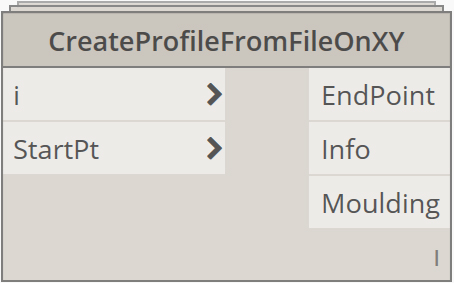 CreateProfileFromFileOnXY
i
EndPoint
StartPt
Info
Moulding
l